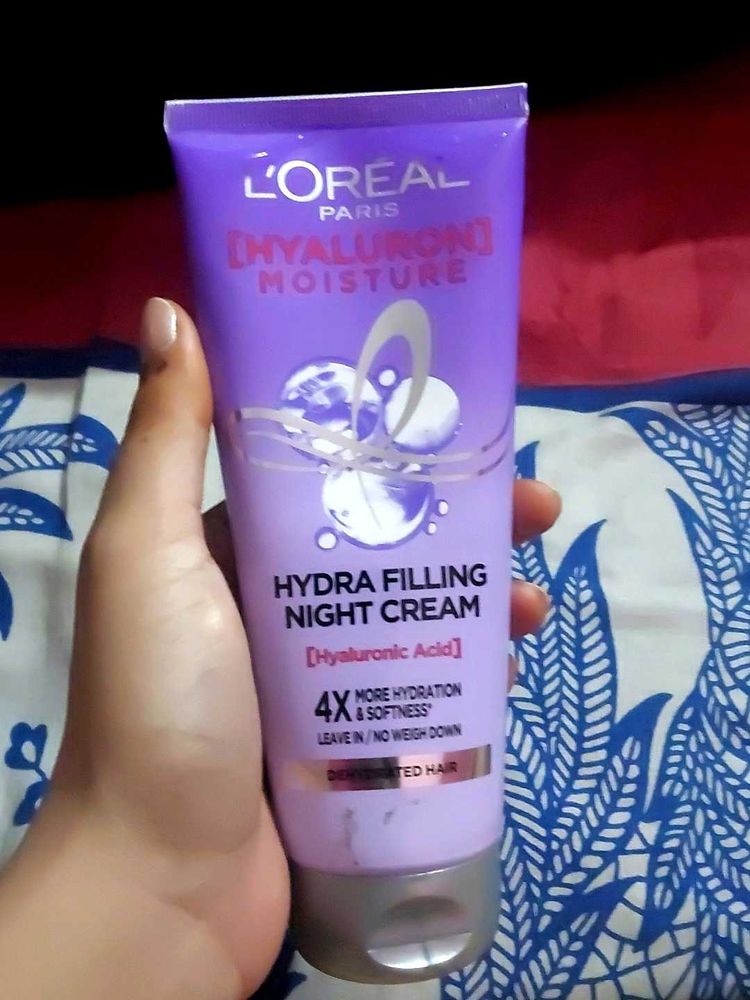 L'ORÉAL
PARIS
[HYALURON]
MOISTURE
HYDRA FILLING
NIGHT CREAM
[Hyaluronic Acid]
4X MORE HYDRATION
& SOFTNESS*
LEAVE IN / NO WEIGH DOWN
DEHYDRATED HAIR